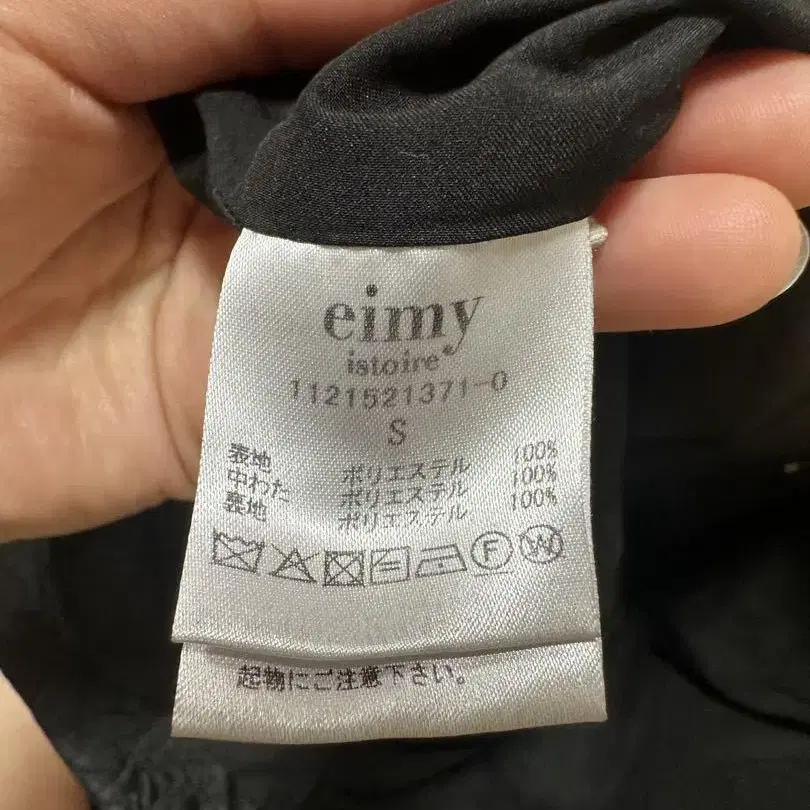 eimy
istoire®
1121521371-0
S
表地 ポリエステル 100%
中わた ポリエステル 100%
裏地 ポリエステル 100%
F W
起物にご注意下さい。